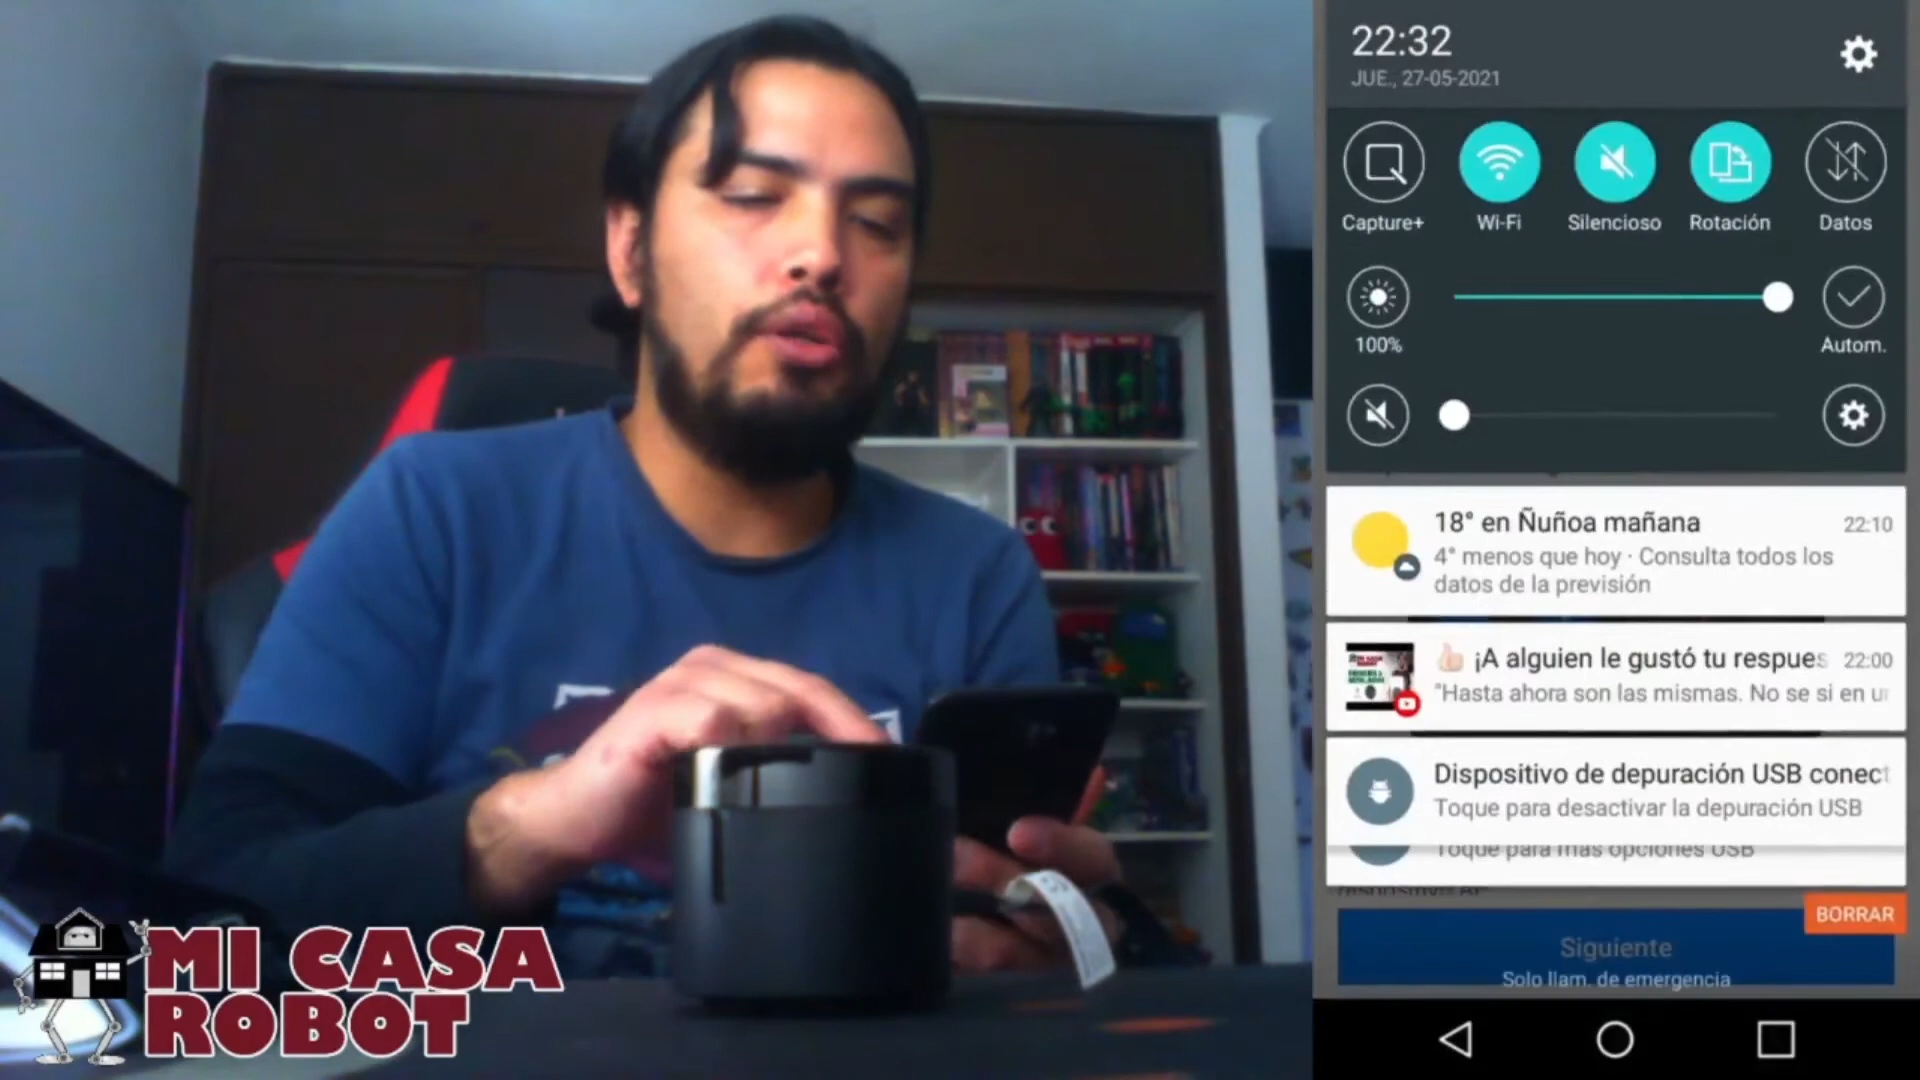 22:32
JUE., 27-05-2021
Capture+
Wi-Fi
Silencioso
Rotación
Datos
100%
Autom.
18° en Ñuñoa mañana
22:10
4° menos que hoy · Consulta todos los
datos de la previsión
¡A alguien le gustó tu respues
22:00
"Hasta ahora son las mismas. No se si en u
Dispositivo de depuración USB conect
Toque para desactivar la depuración USB
Toque para más opciones USB
BORRAR
Siguiente
Solo llam. de emergencia
MI CASA
ROBOT